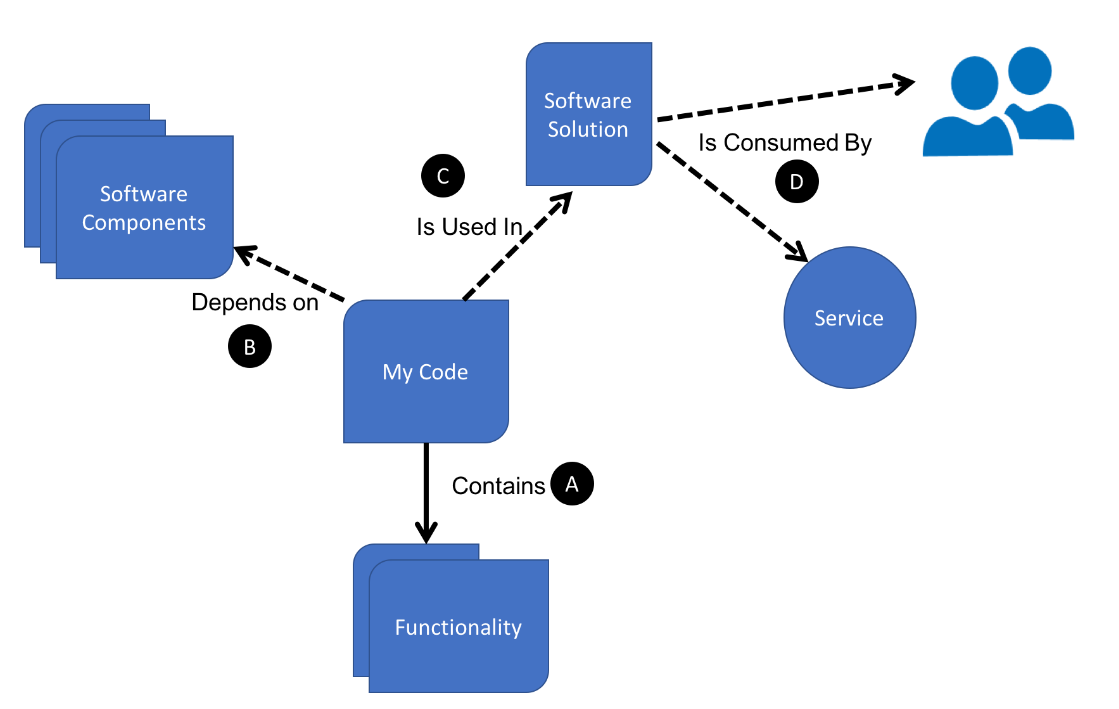 Software
Solution
Is Consumed By
D
Software
Components
C
Is Used In
Depends on
B
Service
My Code
Contains
A
Functionality